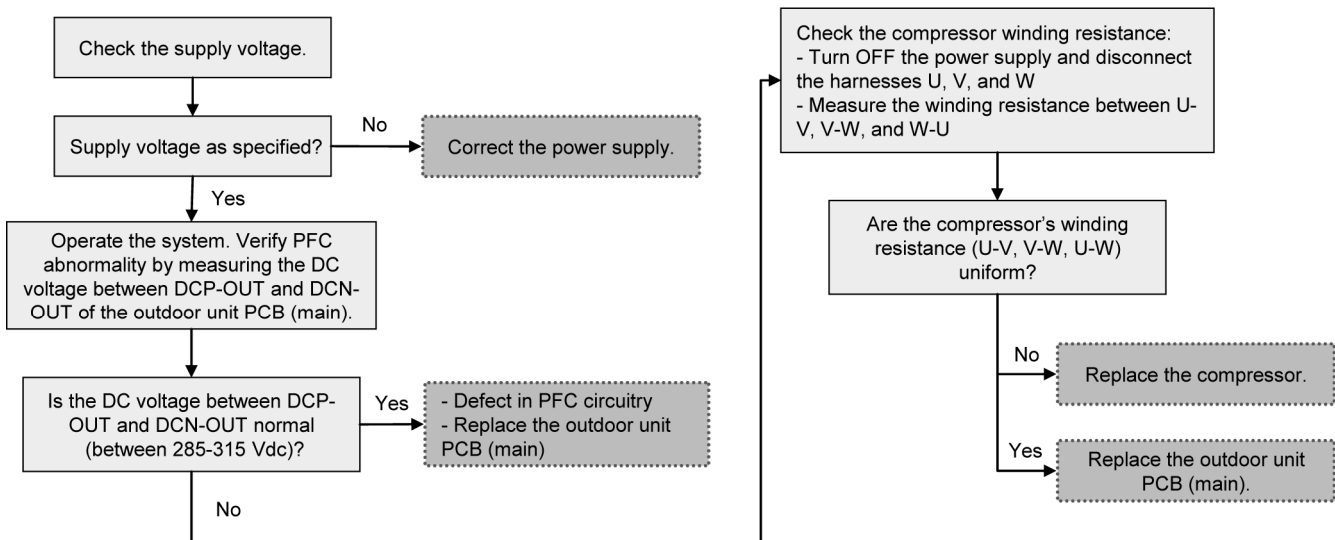 Check the supply voltage.
Supply voltage as specified?
No
Correct the power supply.
Yes
Operate the system. Verify PFC
abnormality by measuring the DC
voltage between DCP-OUT and DCN-
OUT of the outdoor unit PCB (main).
Is the DC voltage between DCP-
OUT and DCN-OUT normal
(between 285-315 Vdc)?
Yes
- Defect in PFC circuitry
- Replace the outdoor unit
PCB (main)
No
Check the compressor winding resistance:
- Turn OFF the power supply and disconnect
the harnesses U, V, and W
- Measure the winding resistance between U-
V, V-W, and W-U
Are the compressor’s winding
resistance (U-V, V-W, U-W)
uniform?
No
Replace the compressor.
Yes
Replace the outdoor unit
PCB (main).